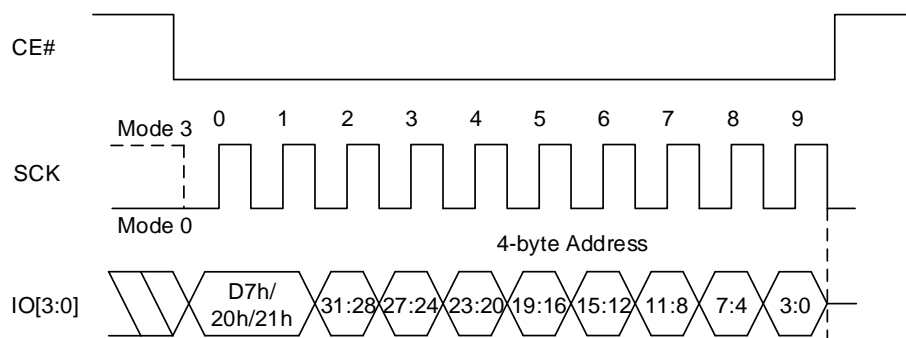 CE#
0 1 2 3 4 5 6 7 8 9
Mode 3
SCK
Mode 0
4-byte Address
IO[3:0]
D7h/
20h/21h
31:28 27:24 23:20 19:16 15:12 11:8 7:4 3:0